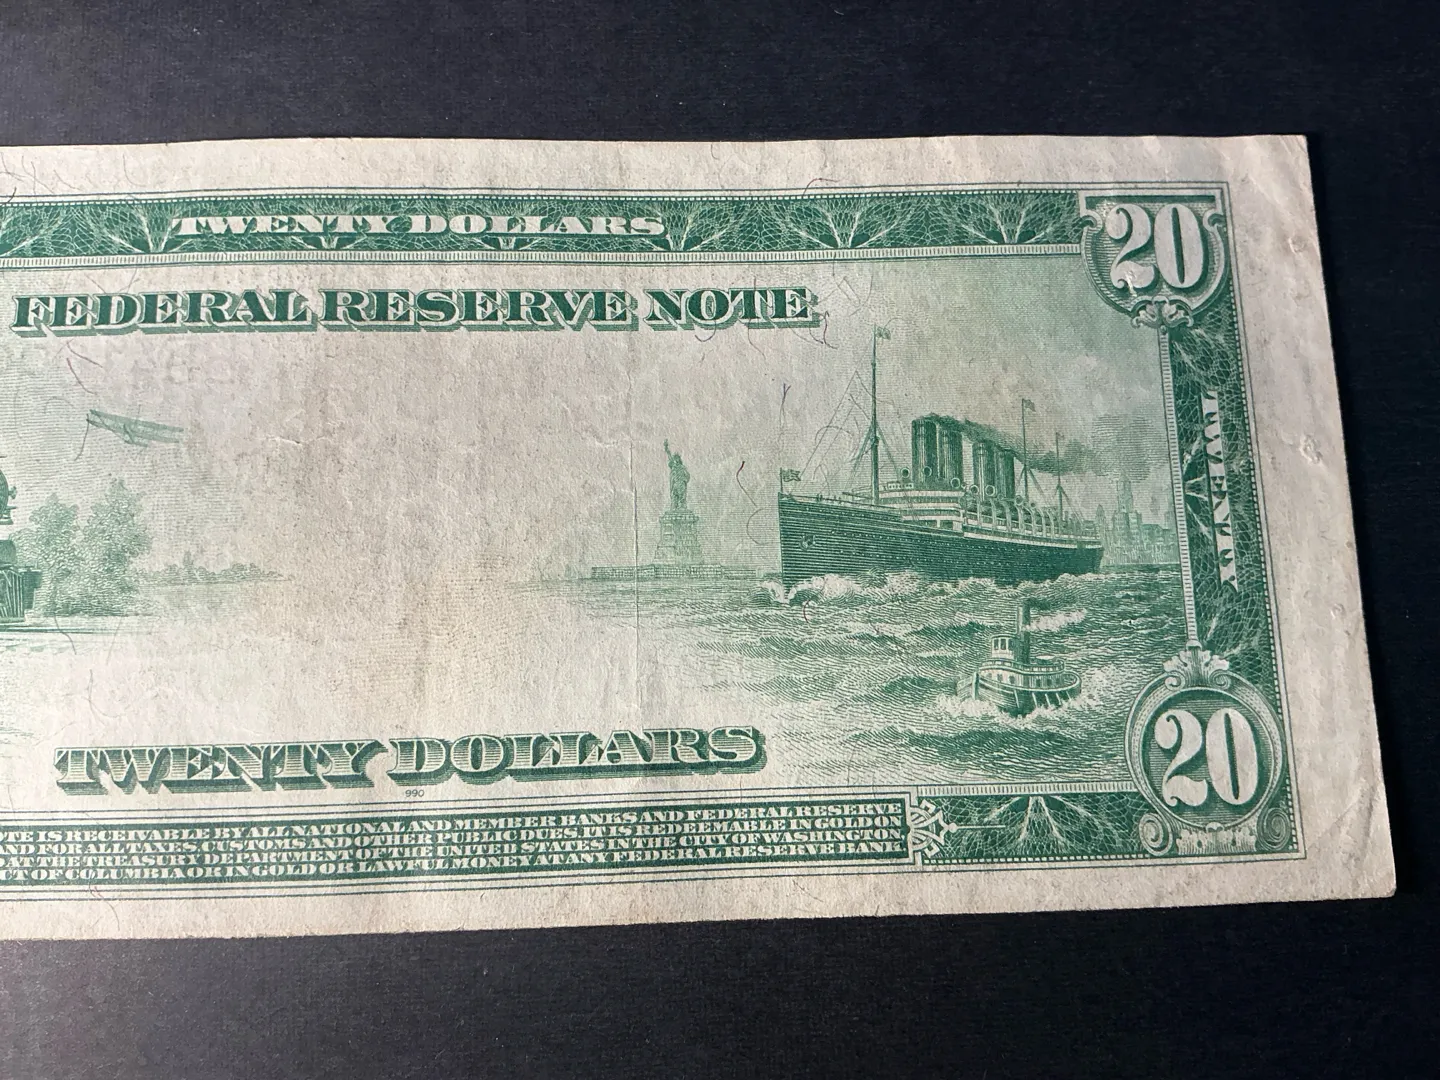 TWENTY DOLLARS
20
FEDERAL RESERVE NOTE
TWENTY
TWENTY DOLLARS
20
990
TE IS RECEIVABLE BY ALL NATIONAL AND MEMBER BANKS AND FEDERAL RESERVE
ND FOR ALL TAXES, CUSTOMS AND OTHER PUBLIC DUES. IT IS REDEEMABLE IN GOLD ON
AT THE TREASURY DEPARTMENT OF THE UNITED STATES IN THE CITY OF WASHINGTON
CT OF COLUMBIA OR IN GOLD OR LAWFUL MONEY AT ANY FEDERAL RESERVE BANK